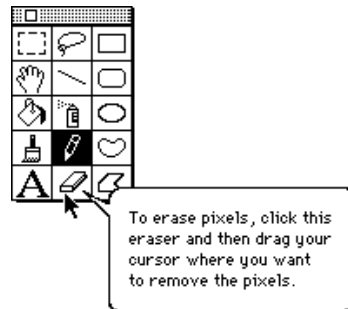 A
To erase pixels, click this
eraser and then drag your
cursor where you want
to remove the pixels.